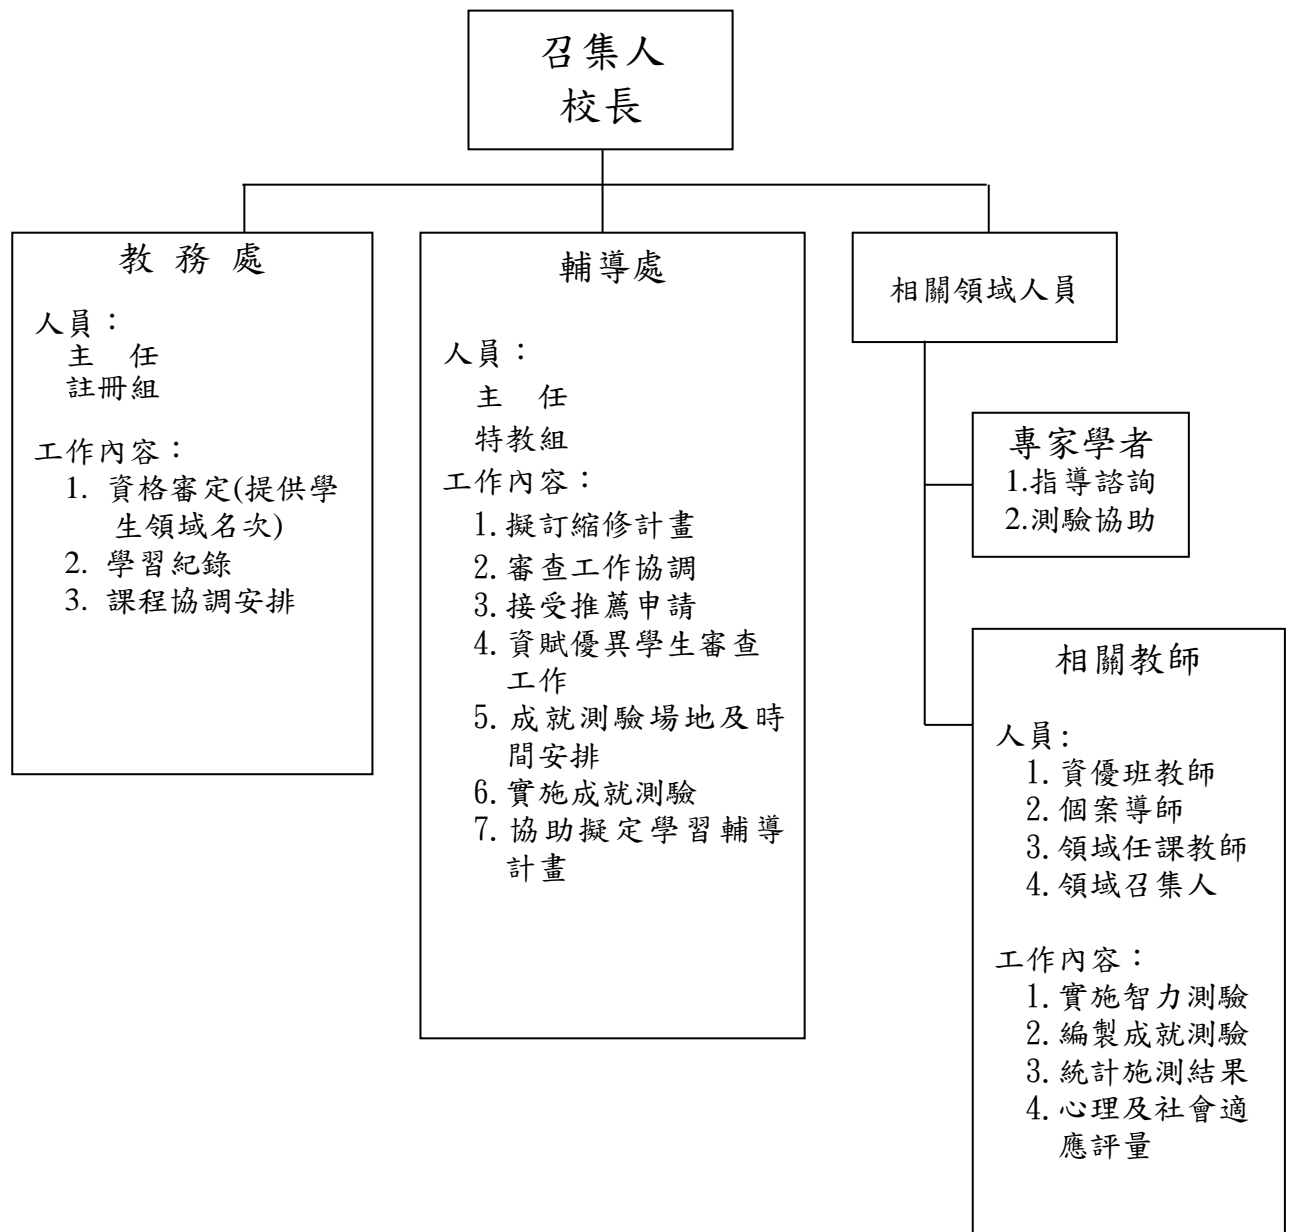 召集人
校長
教 務 處
人員：
主　任
註冊組
工作內容：
1. 資格審定(提供學
生領域名次)
2. 學習紀錄
3. 課程協調安排
輔導處
人員：
主　任
特教組
工作內容：
1.擬訂縮修計畫
2.審查工作協調
3.接受推薦申請
4.資賦優異學生審查
工作
5.成就測驗場地及時
間安排
6.實施成就測驗
7.協助擬定學習輔導
計畫
相關領域人員
專家學者
1.指導諮詢
2.測驗協助
相關教師
人員:
1.資優班教師
2.個案導師
3.領域任課教師
4.領域召集人
工作內容：
1.實施智力測驗
2.編製成就測驗
3.統計施測結果
4.心理及社會適
應評量